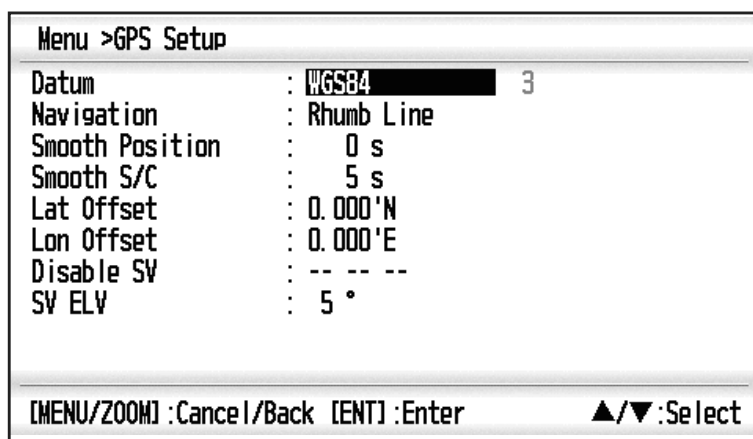 Menu >GPS Setup
Datum : WGS84 3
Navigation : Rhumb Line
Smooth Position : 0 s
Smooth S/C : 5 s
Lat Offset : 0.000'N
Lon Offset : 0.000'E
Disable SV : -- -- --
SV ELV : 5 °
[MENU/ZOOM]:Cancel/Back [ENT]:Enter ▲/▼:Select